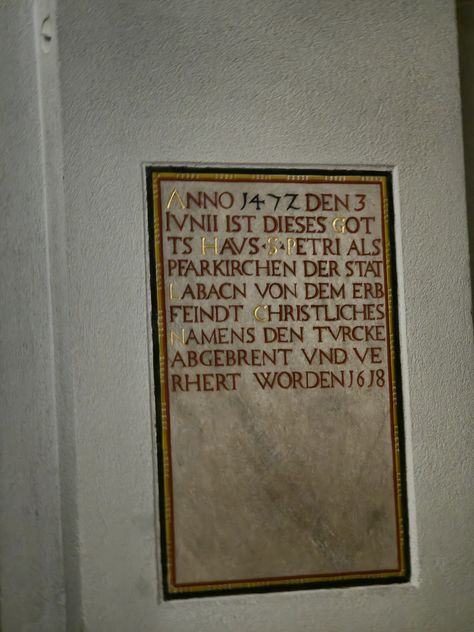 ANNO 1472 DEN 3
IVNII IST DIESES GOT
TS HAVS · S · PETRI ALS
PFARKIRCHEN DER STAT
LABACN VON DEM ERB
FEINDT CHRISTLICHES
NAMENS DEN TVRCKE
ABGEBRENT VND VE
RHERT WORDEN 1618